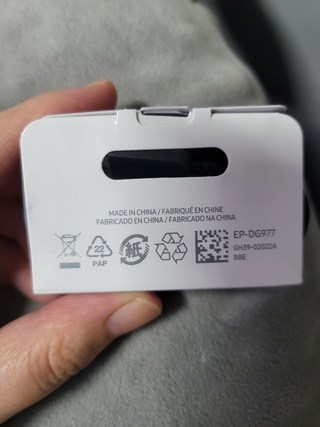 MADE IN CHINA / FABRIQUÉ EN CHINE
FABRICADO EN CHINA / FABRICADO NA CHINA
22
PAP
紙
EP-DG977
GH39-02022A
BBE